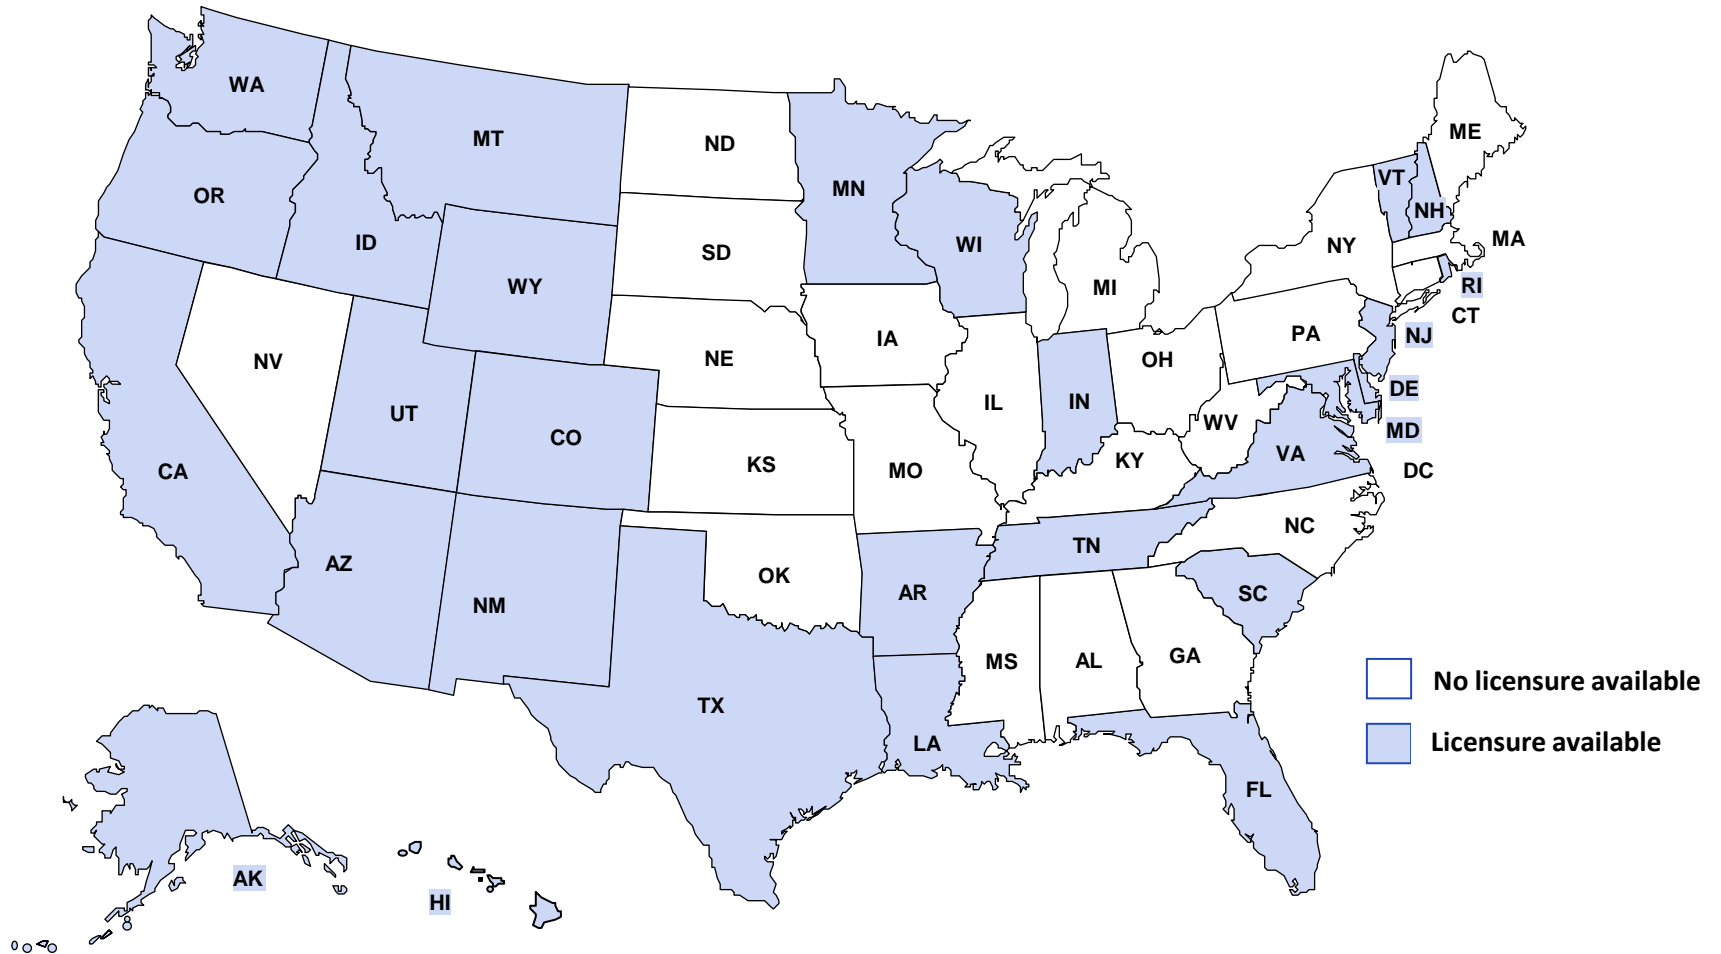 WA
MT
ND
ME
OR
ID
MN
VT
NH
MA
SD
WI
NY
WY
MI
RI
CT
NV
NE
IA
OH
PA
NJ
UT
CO
IL
IN
DE
WV
MD
CA
KS
MO
KY
VA
DC
AZ
NM
OK
AR
TN
NC
SC
TX
LA
MS
AL
GA
No licensure available
Licensure available
FL
AK
HI